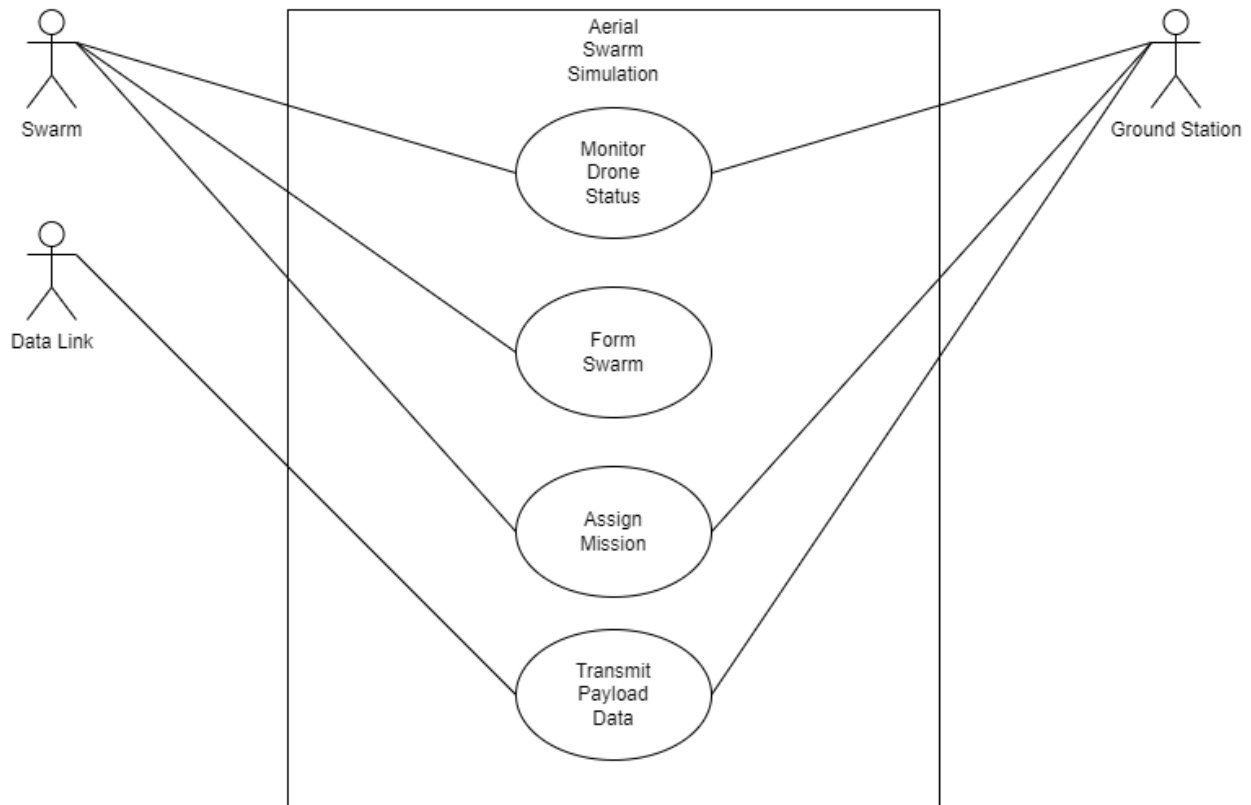 Aerial
Swarm
Simulation
Swarm
Ground Station
Monitor
Drone
Status
Data Link
Form
Swarm
Assign
Mission
Transmit
Payload
Data